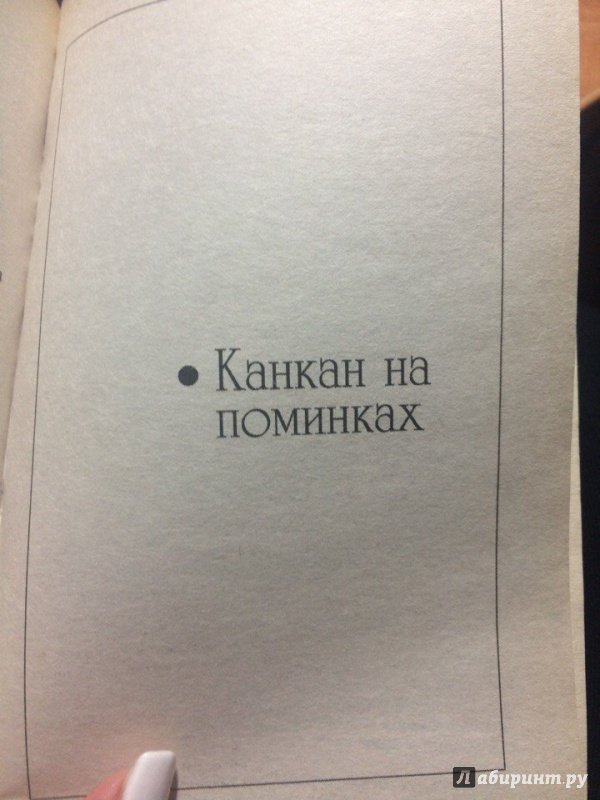 • Канкан на
поминках
Лабиринт.ру